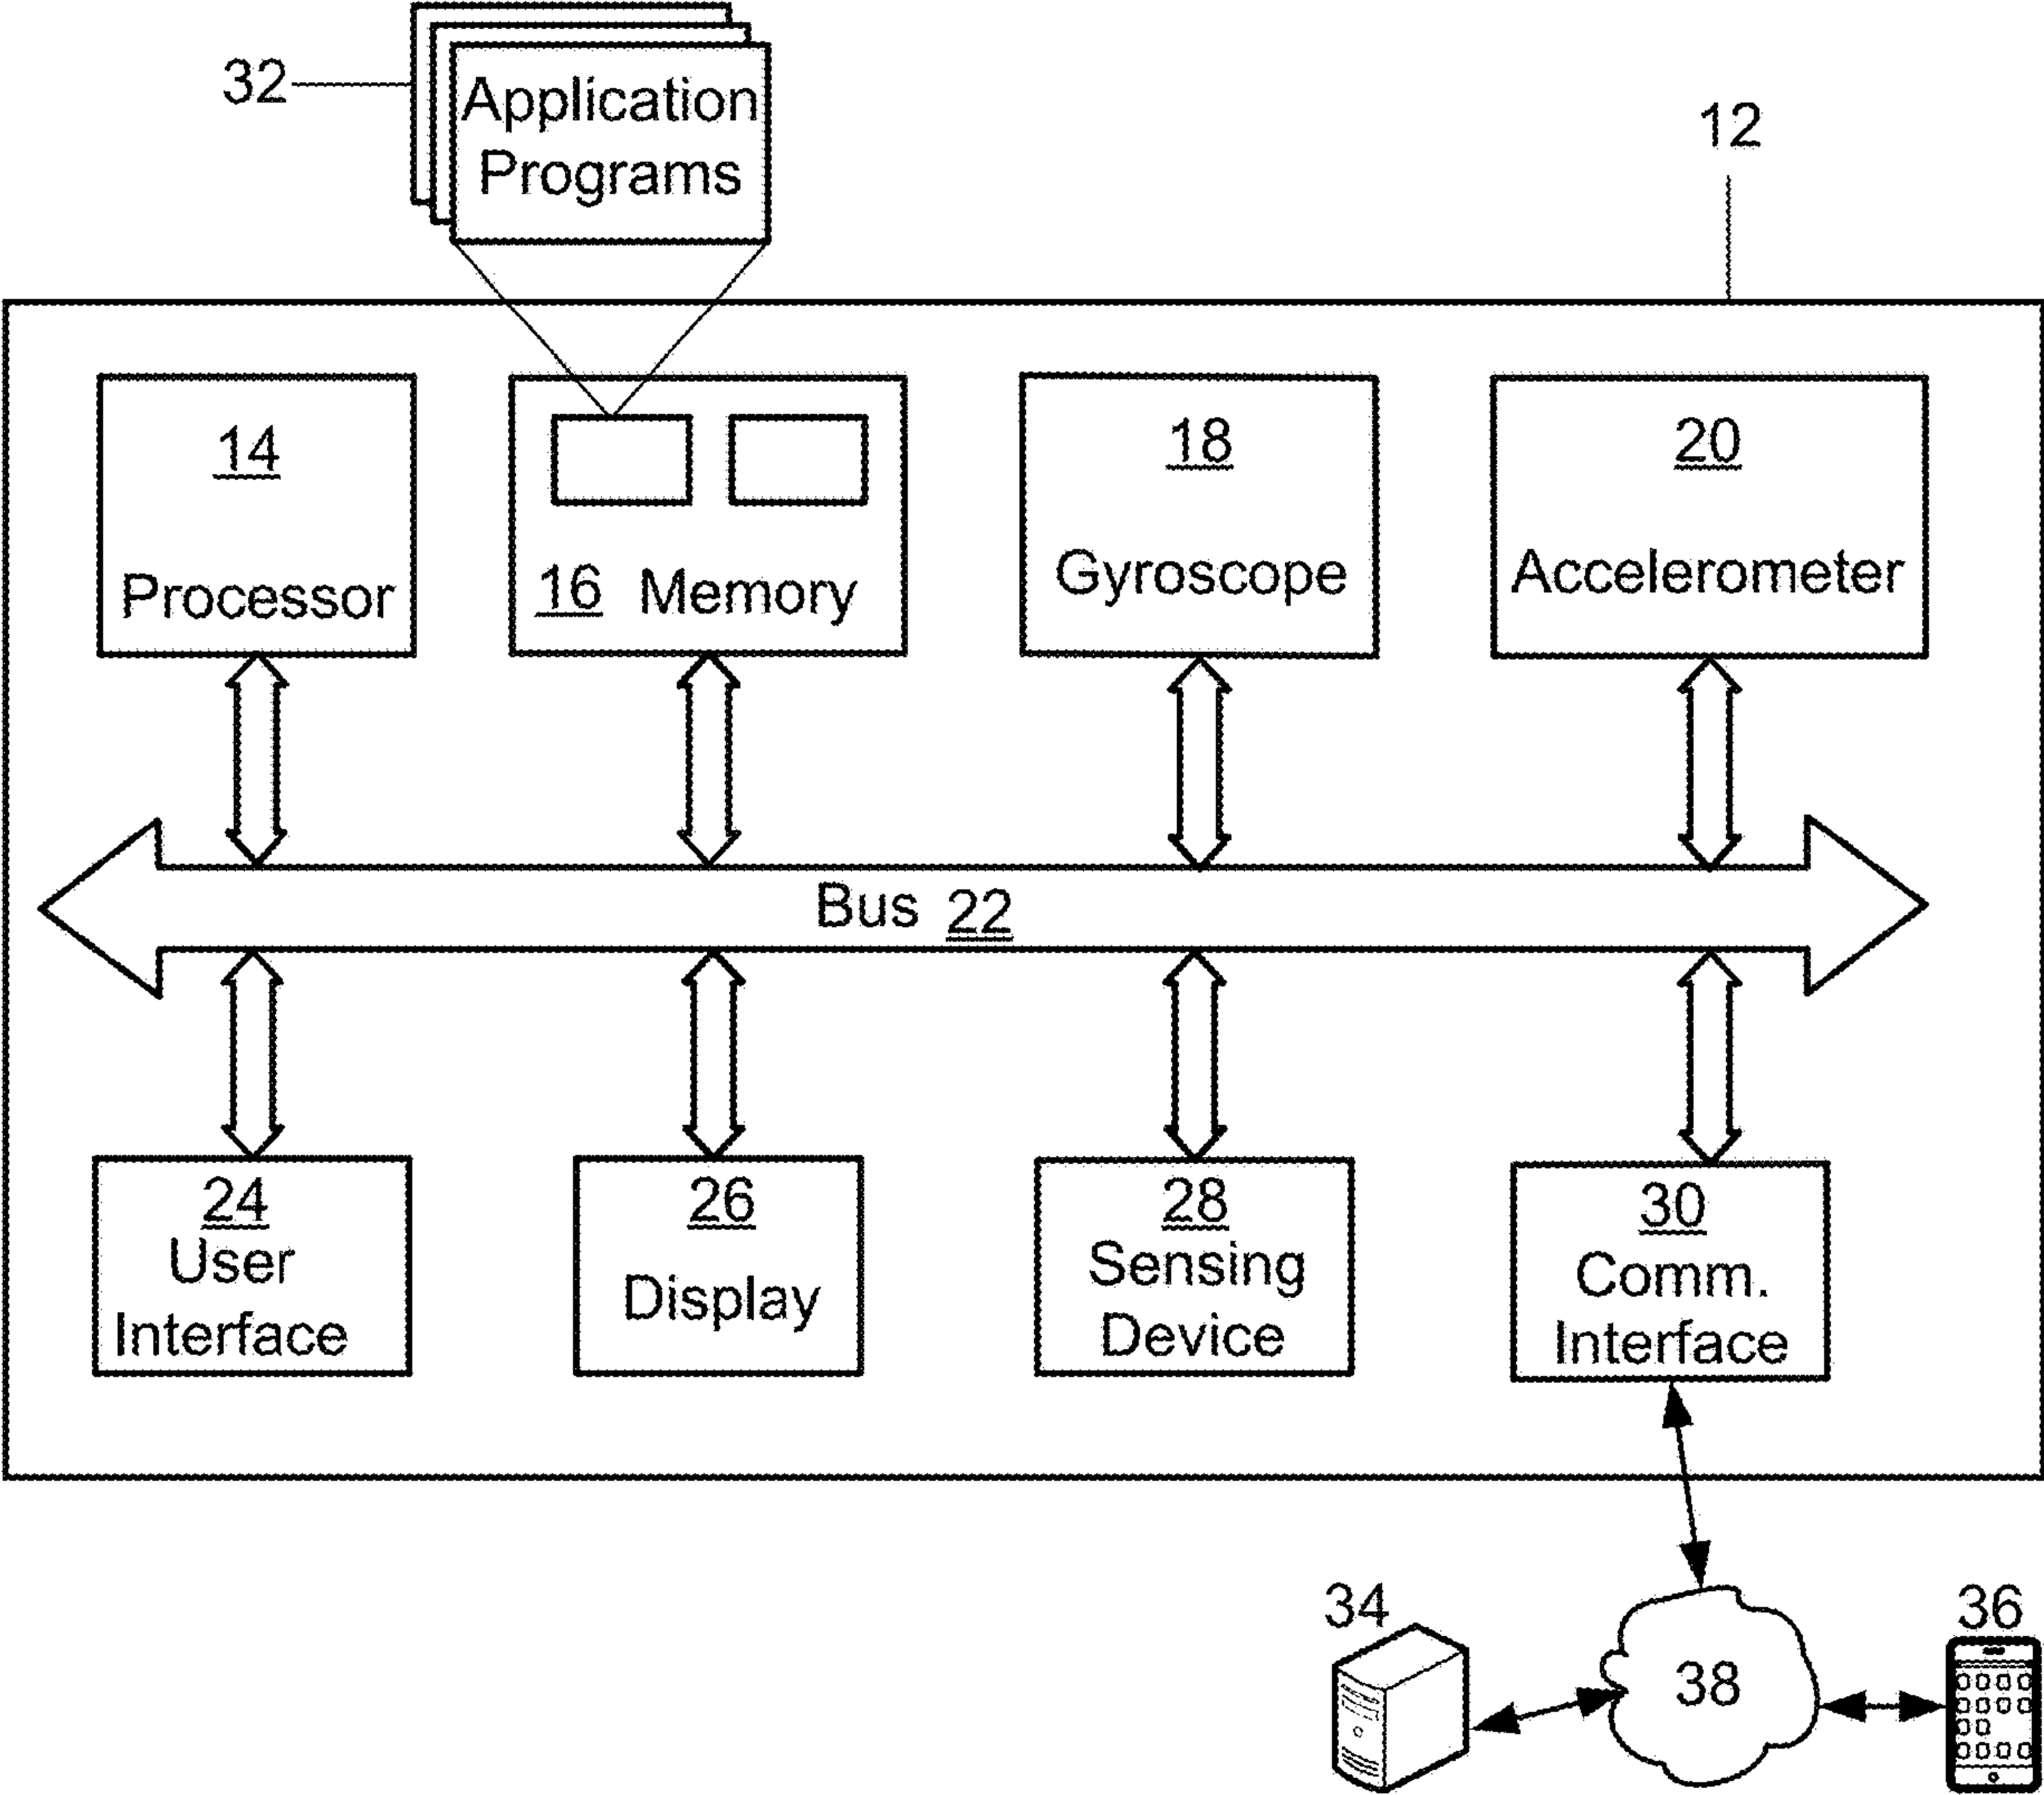 32
Application
Programs
12
14
Processor
16 Memory
18
Gyroscope
20
Accelerometer
Bus 22
24
User
Interface
26
Display
28
Sensing
Device
30
Comm.
Interface
34
38
36